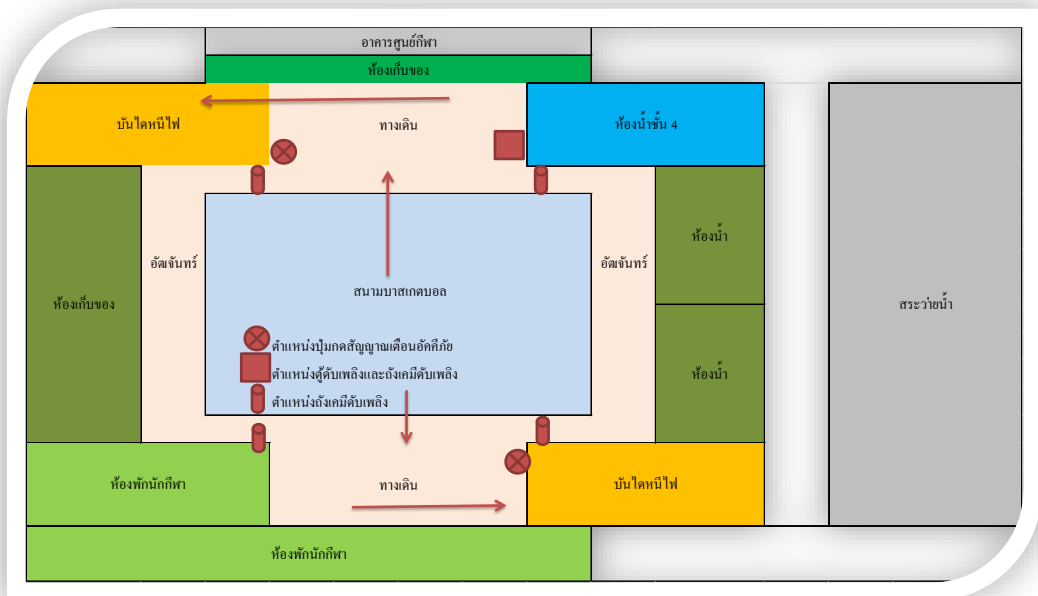 อาคารศูนย์กีฬา
ห้องเก็บของ
บันไดหนีไฟ
ทางเดิน
ห้องน้ำชั้น 4
ห้องน้ำ
อัฒจันทร์
อัฒจันทร์
สนามบาสเกตบอล
ห้องเก็บของ
สระว่ายน้ำ
ตำแหน่งปุ่มกดสัญญาณเตือนอัคคีภัย
ตำแหน่งตู้ดับเพลิงและถังเคมีดับเพลิง
ห้องน้ำ
ตำแหน่งถังเคมีดับเพลิง
ห้องพักนักกีฬา
ทางเดิน
บันไดหนีไฟ
ห้องพักนักกีฬา